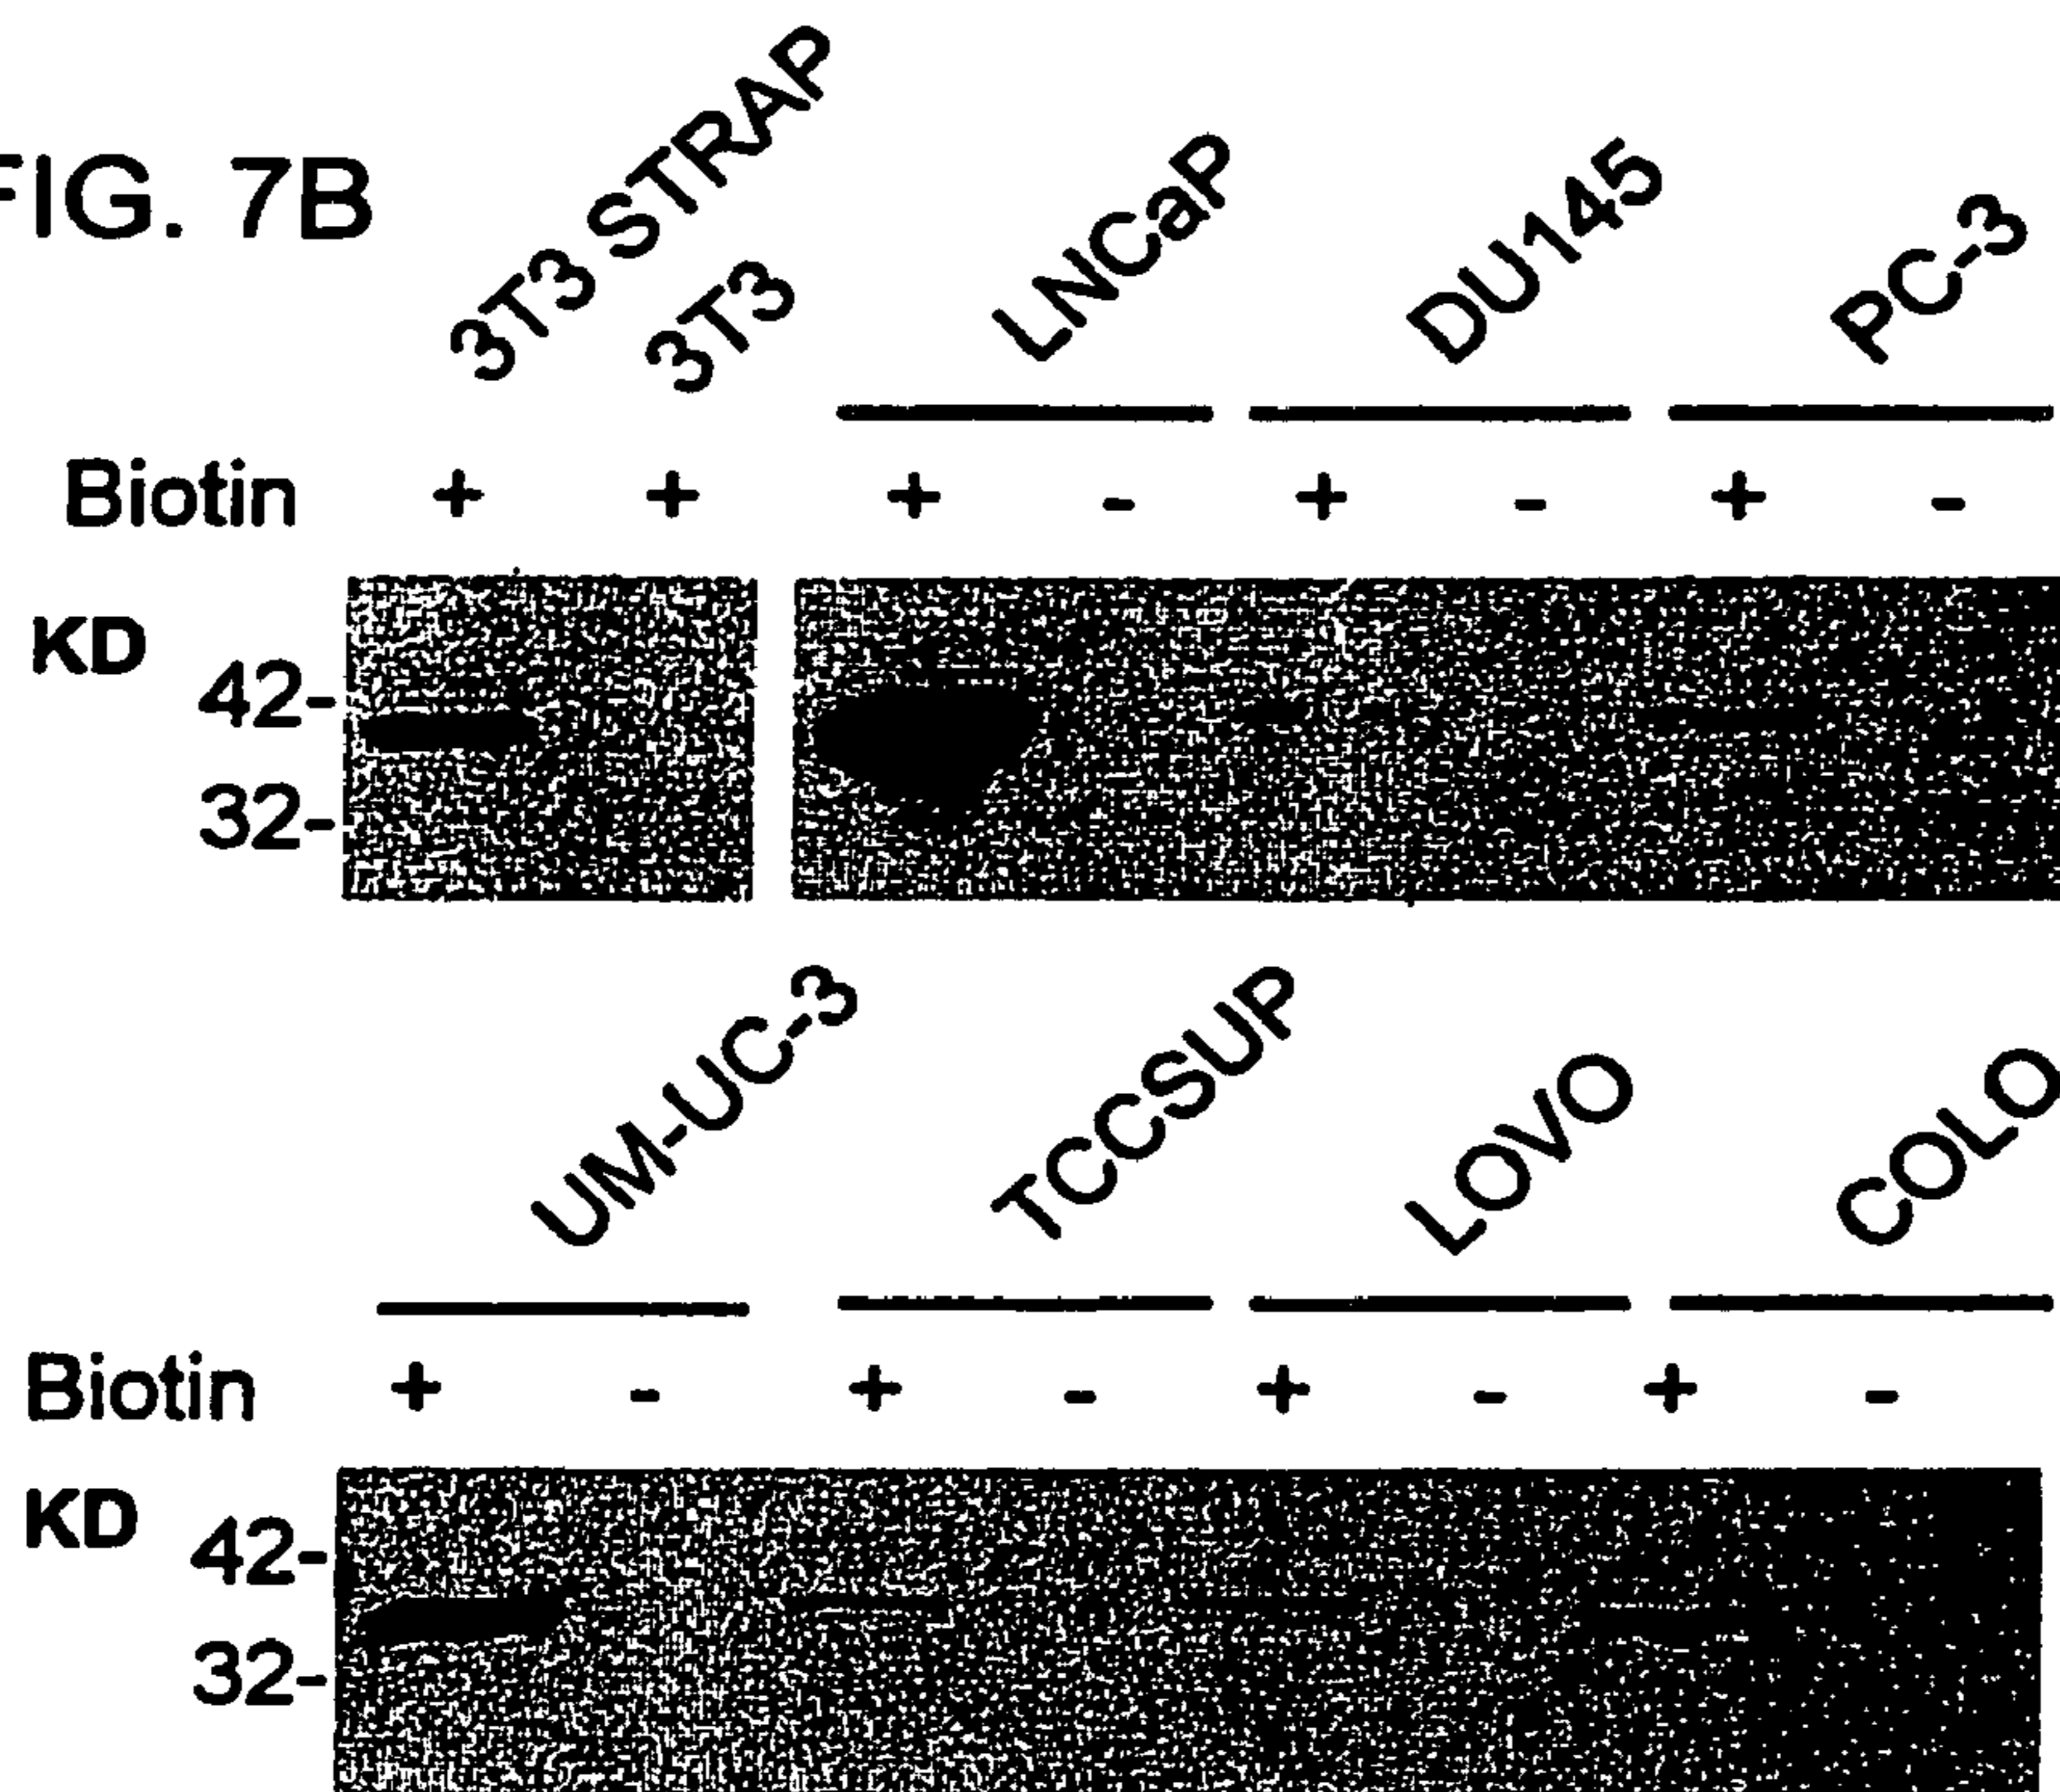 FIG. 7B
3T3 STRAP
3T3
LNCaP
DU145
PC-3
Biotin + + + - + - + -
KD
42-
32-
UM-UC-3
TCCSUP
LOVO
COLO
Biotin + - + - + - + -
KD
42-
32-